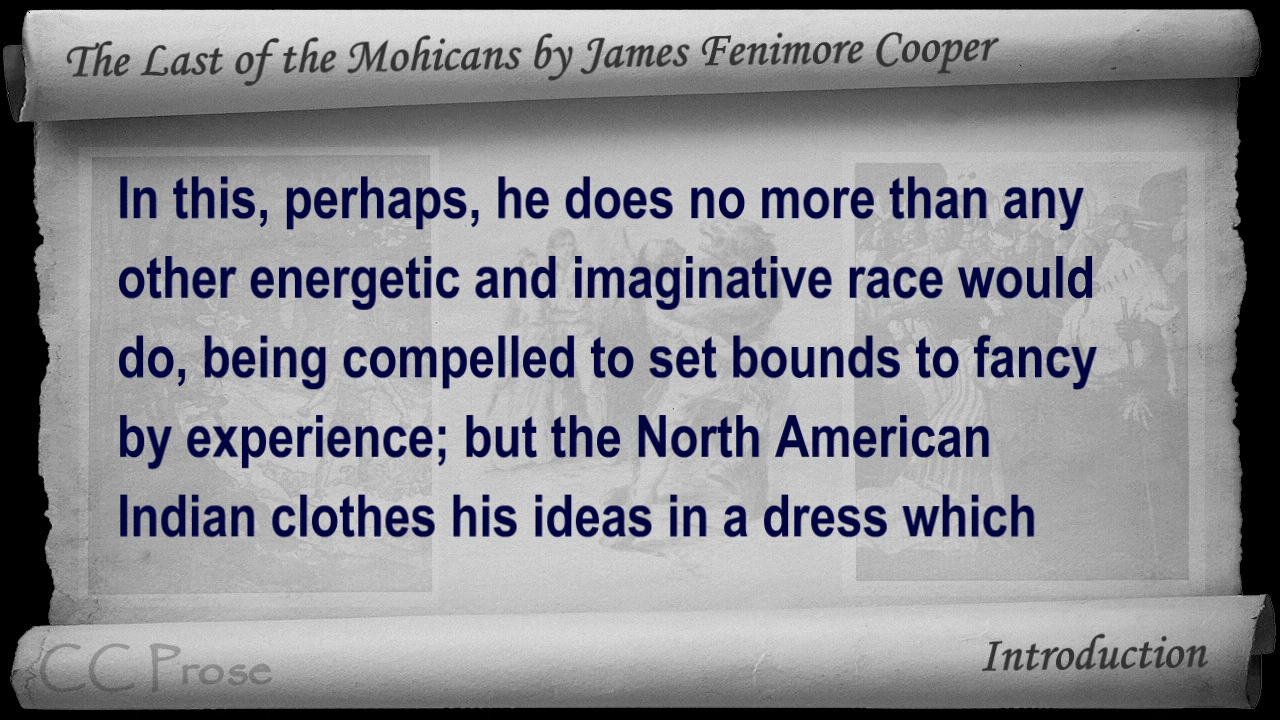 The Last of the Mohicans by James Fenimore Cooper
In this, perhaps, he does no more than any
other energetic and imaginative race would
do, being compelled to set bounds to fancy
by experience; but the North American
Indian clothes his ideas in a dress which
CC Prose
Introduction